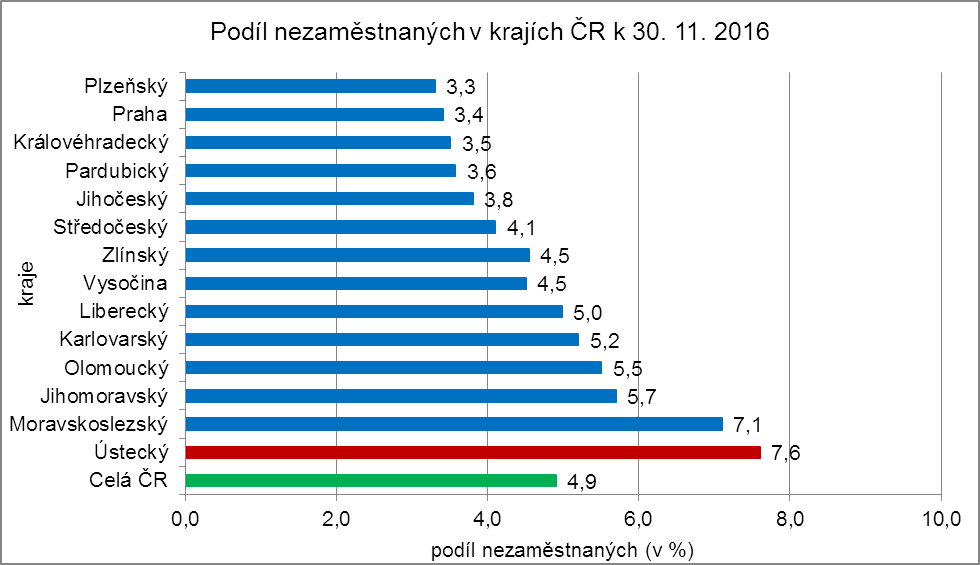 Podíl nezaměstnaných v krajích ČR k 30. 11. 2016
kraje
Plzeňský 3,3
Praha 3,4
Královéhradecký 3,5
Pardubický 3,6
Jihočeský 3,8
Středočeský 4,1
Zlínský 4,5
Vysočina 4,5
Liberecký 5,0
Karlovarský 5,2
Olomoucký 5,5
Jihomoravský 5,7
Moravskoslezský 7,1
Ústecký 7,6
Celá ČR 4,9
0,0 2,0 4,0 6,0 8,0 10,0
podíl nezaměstnaných (v %)